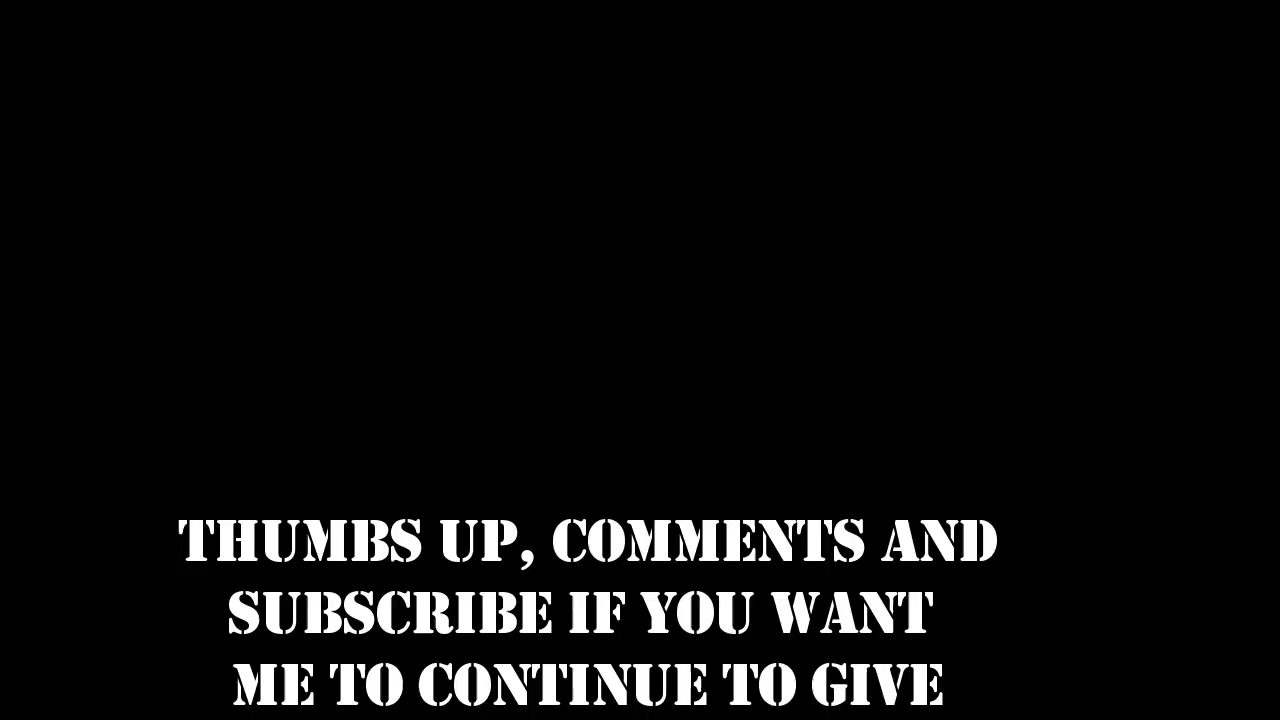 THUMBS UP, COMMENTS AND
SUBSCRIBE IF YOU WANT
ME TO CONTINUE TO GIVE